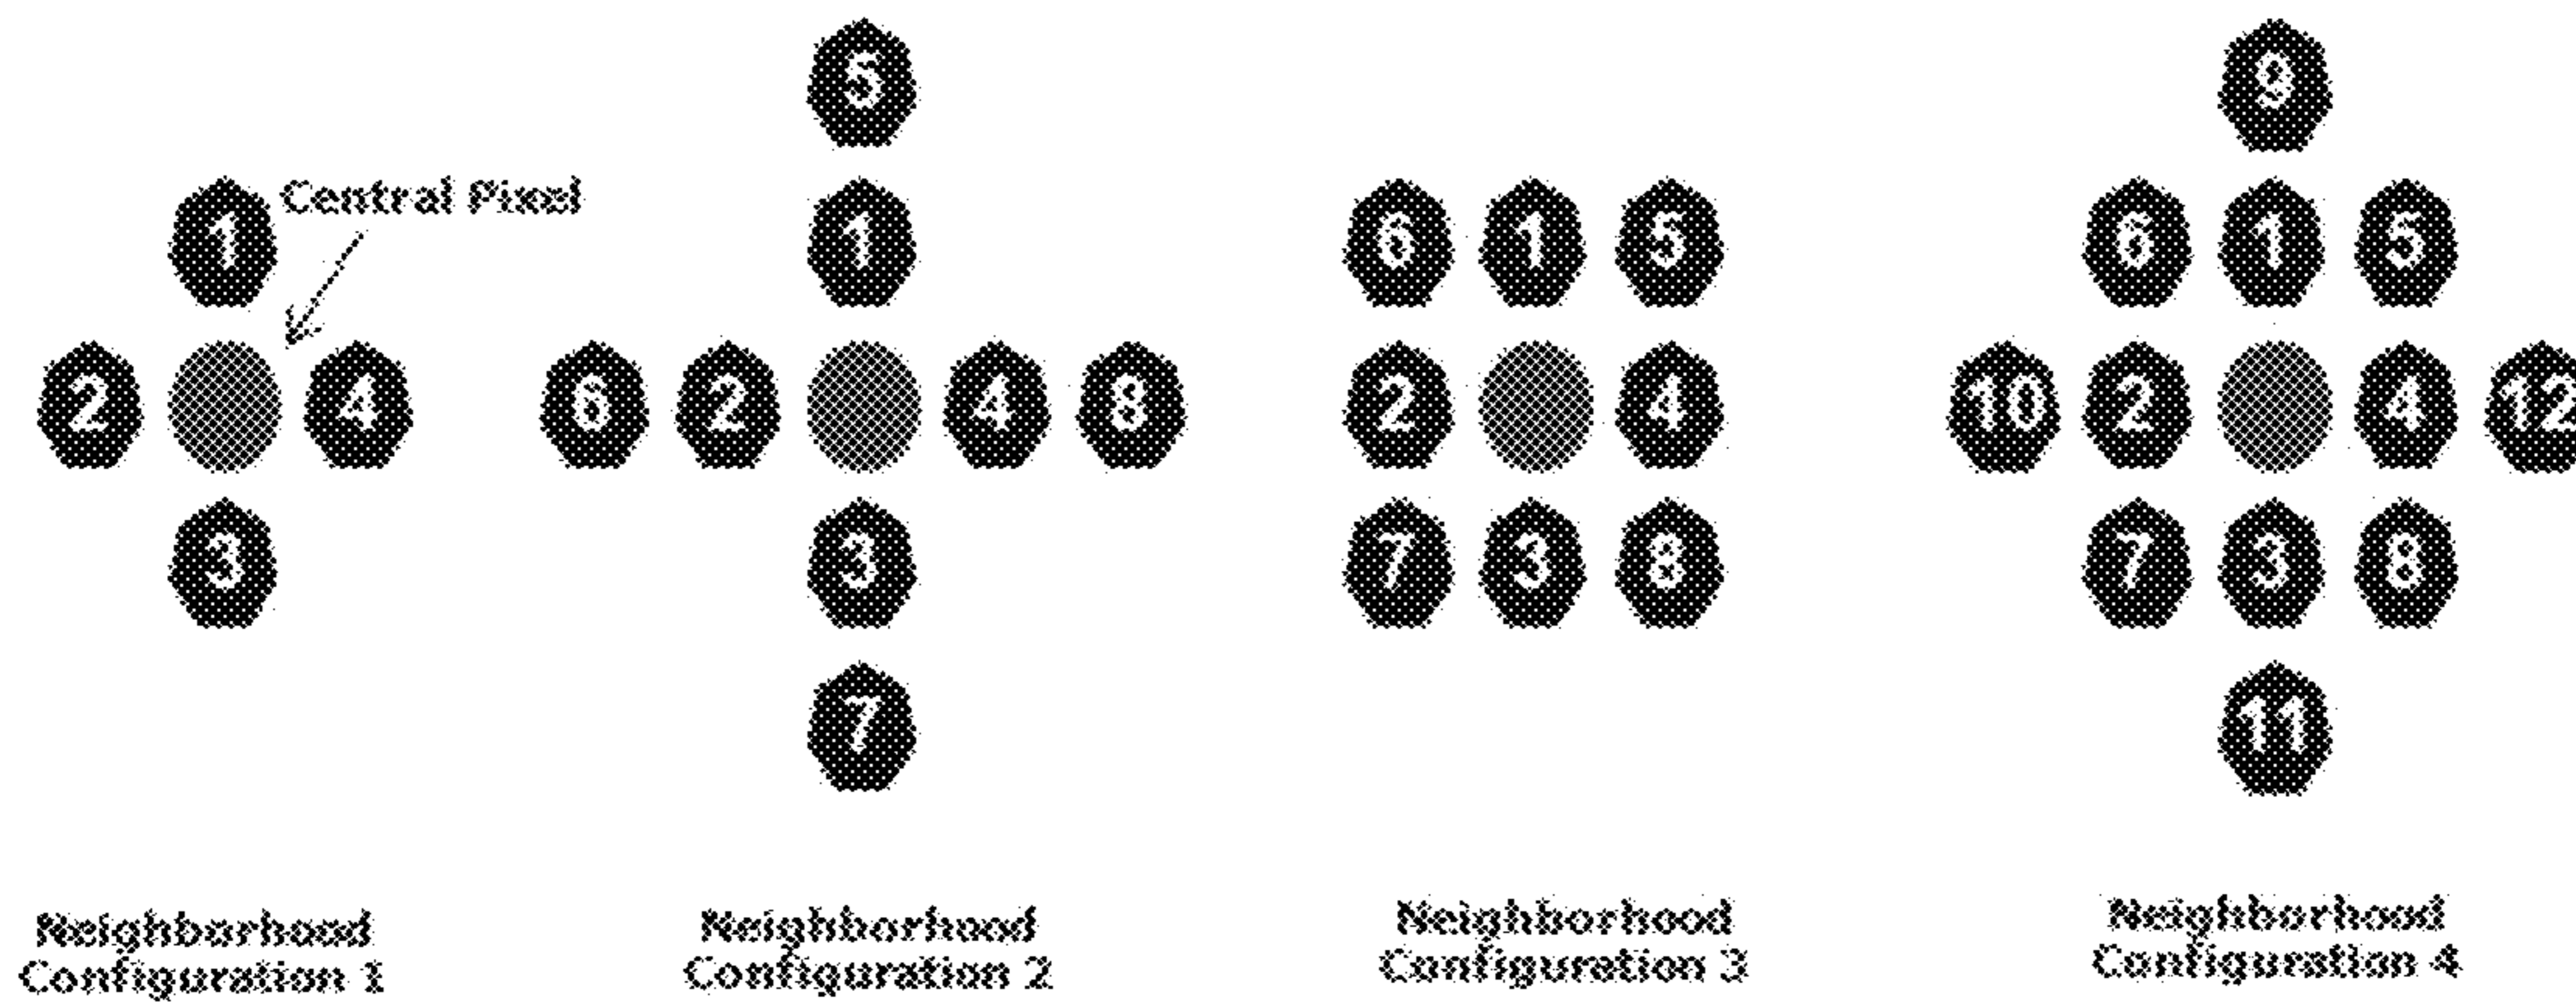 5 9
1 Central Pixel 1 6 1 5 6 1 5
2 4 6 2 4 8 2 4 10 2 4 12
3 3 7 3 8 7 3 8
7 11
Neighborhood Neighborhood Neighborhood Neighborhood
Configuration 1 Configuration 2 Configuration 3 Configuration 4